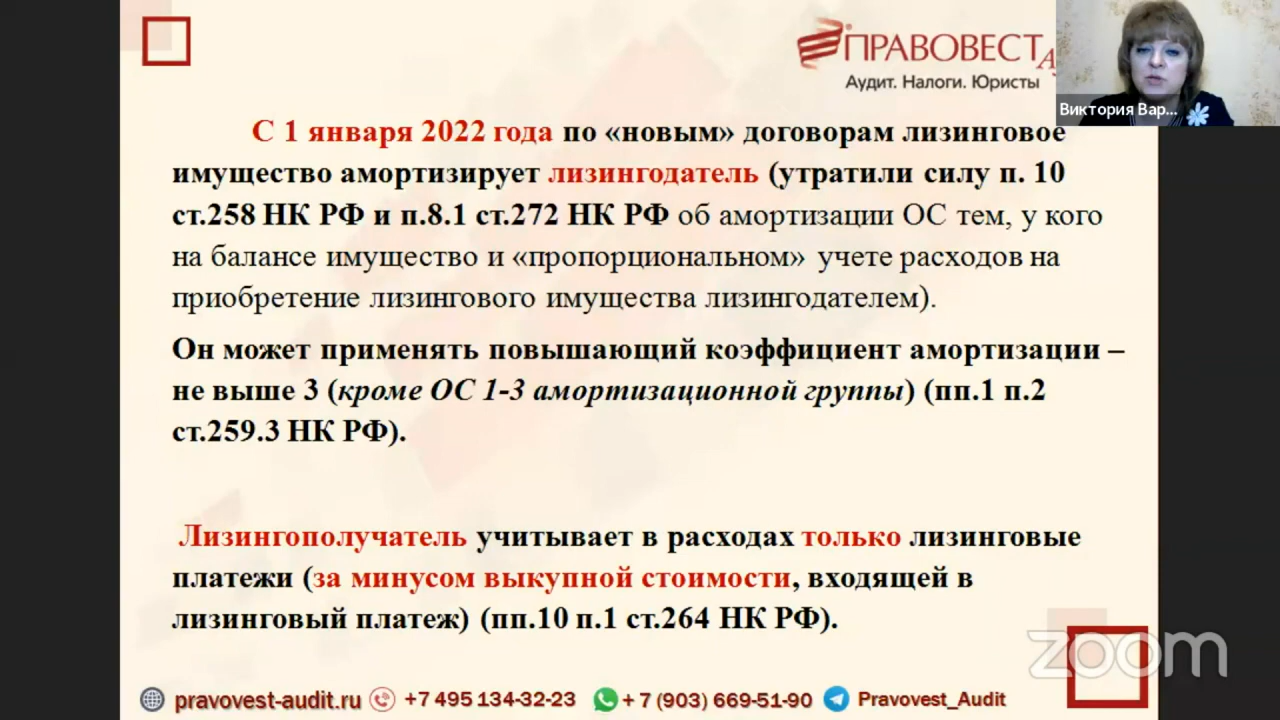 ПРАВОВЕСТ
Аудит. Налоги. Юристы
Виктория Вар...
С 1 января 2022 года по «новым» договорам лизинговое
имущество амортизирует лизингодатель (утратили силу п. 10
ст.258 НК РФ и п.8.1 ст.272 НК РФ об амортизации ОС тем, у кого
на балансе имущество и «пропорциональном» учете расходов на
приобретение лизингового имущества лизингодателем).
Он может применять повышающий коэффициент амортизации –
не выше 3 (кроме ОС 1-3 амортизационной группы) (пп.1 п.2
ст.259.3 НК РФ).
Лизингополучатель учитывает в расходах только лизинговые
платежи (за минусом выкупной стоимости, входящей в
лизинговый платеж) (пп.10 п.1 ст.264 НК РФ).
zoom
pravovest-audit.ru +7 495 134-32-23 + 7 (903) 669-51-90 Pravovest_Audit